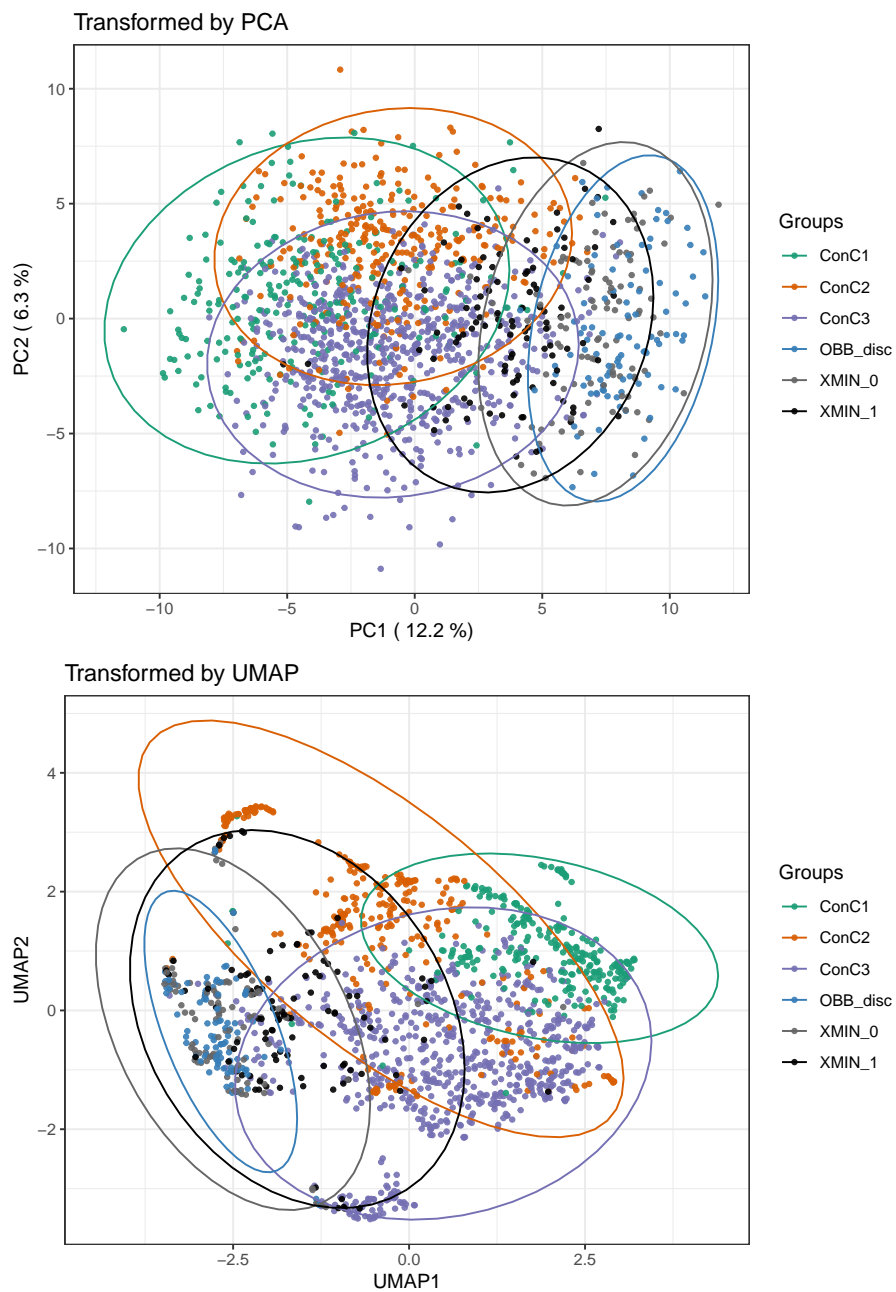 Transformed by PCA
10
5
0
−5
−10
PC2 ( 6.3 %)
−10
−5
0
5
10
PC1 ( 12.2 %)
Groups
ConC1
ConC2
ConC3
OBB_disc
XMIN_0
XMIN_1
Transformed by UMAP
4
2
0
−2
UMAP2
−2.5
0.0
2.5
UMAP1
Groups
ConC1
ConC2
ConC3
OBB_disc
XMIN_0
XMIN_1